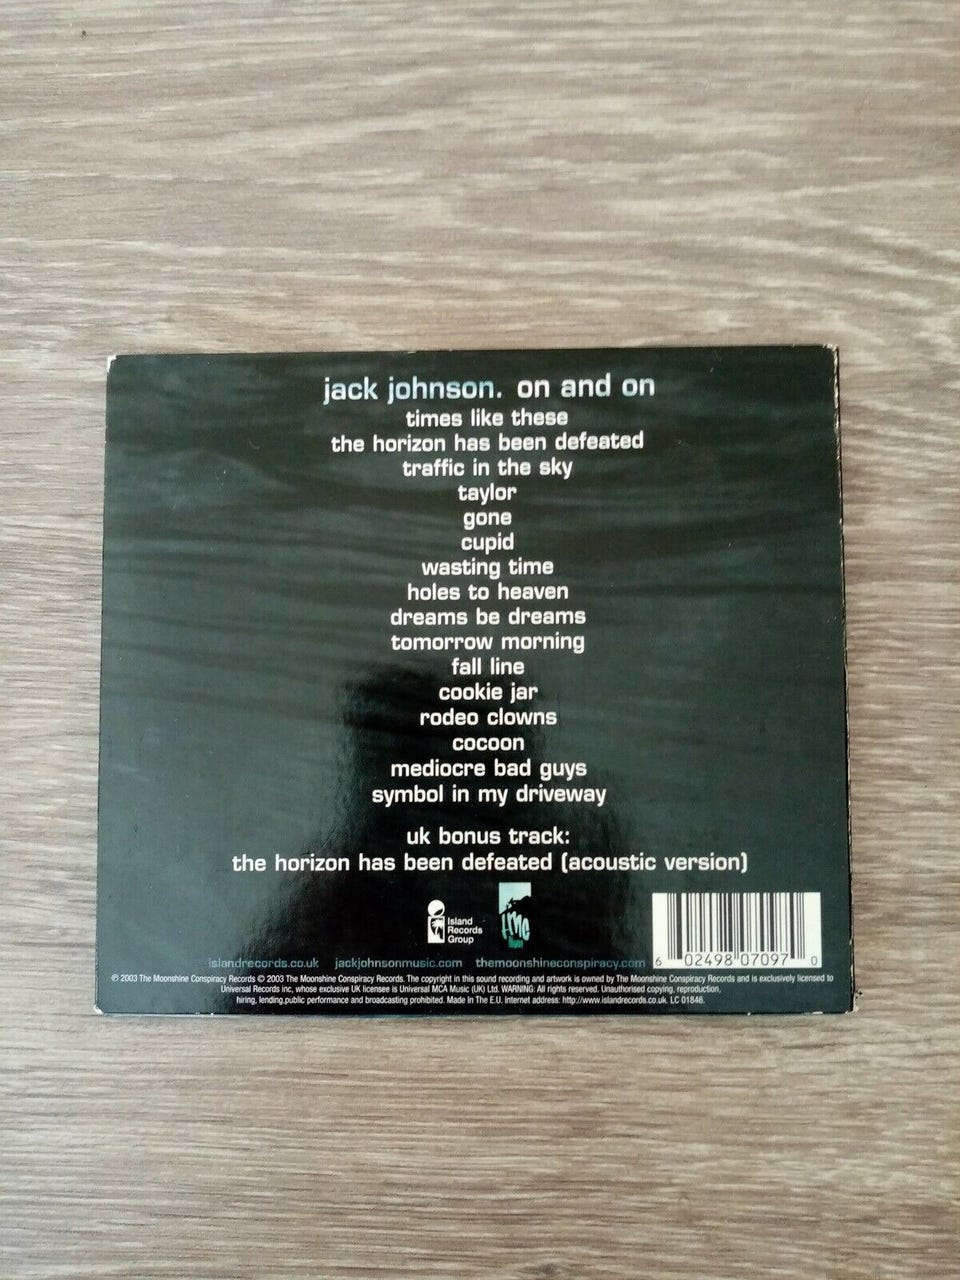 jack johnson. on and on
times like these
the horizon has been defeated
traffic in the sky
taylor
gone
cupid
wasting time
holes to heaven
dreams be dreams
tomorrow morning
fall line
cookie jar
rodeo clowns
cocoon
mediocre bad guys
symbol in my driveway
uk bonus track:
the horizon has been defeated (acoustic version)
Island
Records
Group
tmc
islandrecords.co.uk jackjohnsonmusic.com themoonshineconspiracy.com
6 02498 07097 0
℗ 2003 The Moonshine Conspiracy Records © 2003 The Moonshine Conspiracy Records. The copyright in this sound recording and artwork is owned by The Moonshine Conspiracy Records and is exclusively licensed to
Universal Records inc, whose exclusive UK licensee is Universal MCA Music (UK) Ltd. WARNING: All rights reserved. Unauthorised copying, reproduction,
hiring, lending,public performance and broadcasting prohibited. Made In The E.U. Internet address: http://www.islandrecords.co.uk. LC 01846.